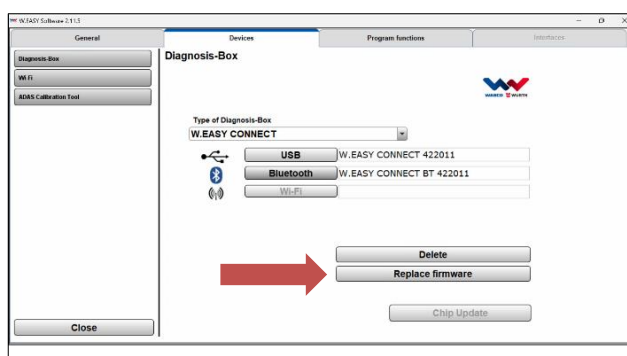 W.EASY Software 2.11.3
General Devices Program functions Interfaces
Diagnosis-Box
Wi-Fi
ADAS Calibration Tool
Close
Diagnosis-Box
WABCO WÜRTH
Type of Diagnosis-Box
W.EASY CONNECT
USB W.EASY CONNECT 422011
Bluetooth W.EASY CONNECT BT 422011
Wi-Fi
Delete
Replace firmware
Chip Update